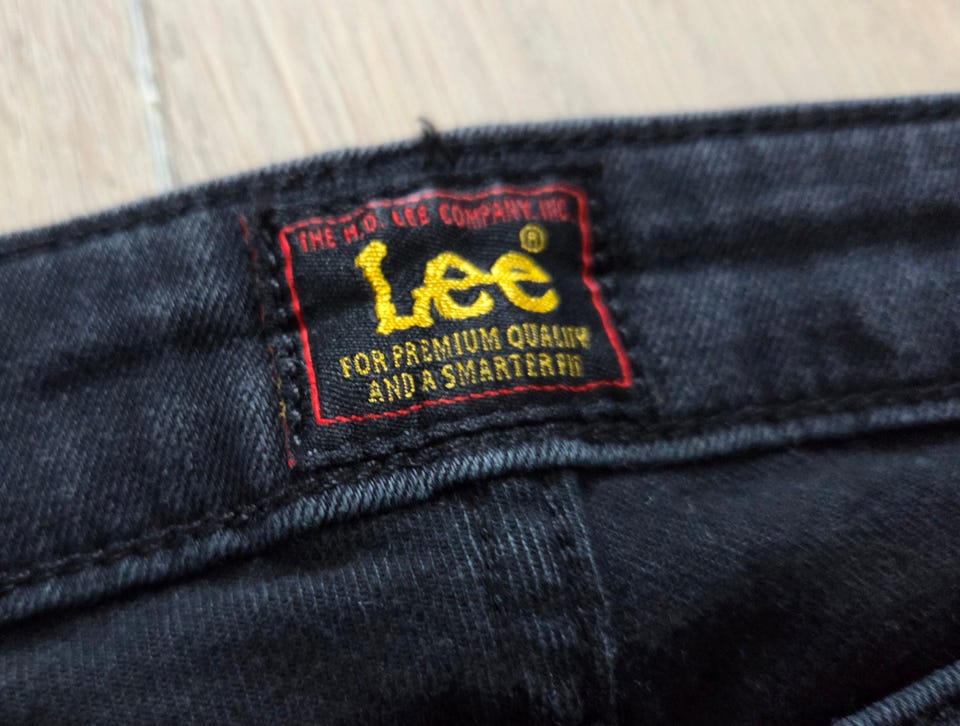 THE H.D. LEE COMPANY, INC.
Lee®
FOR PREMIUM QUALITY
AND A SMARTER FIT